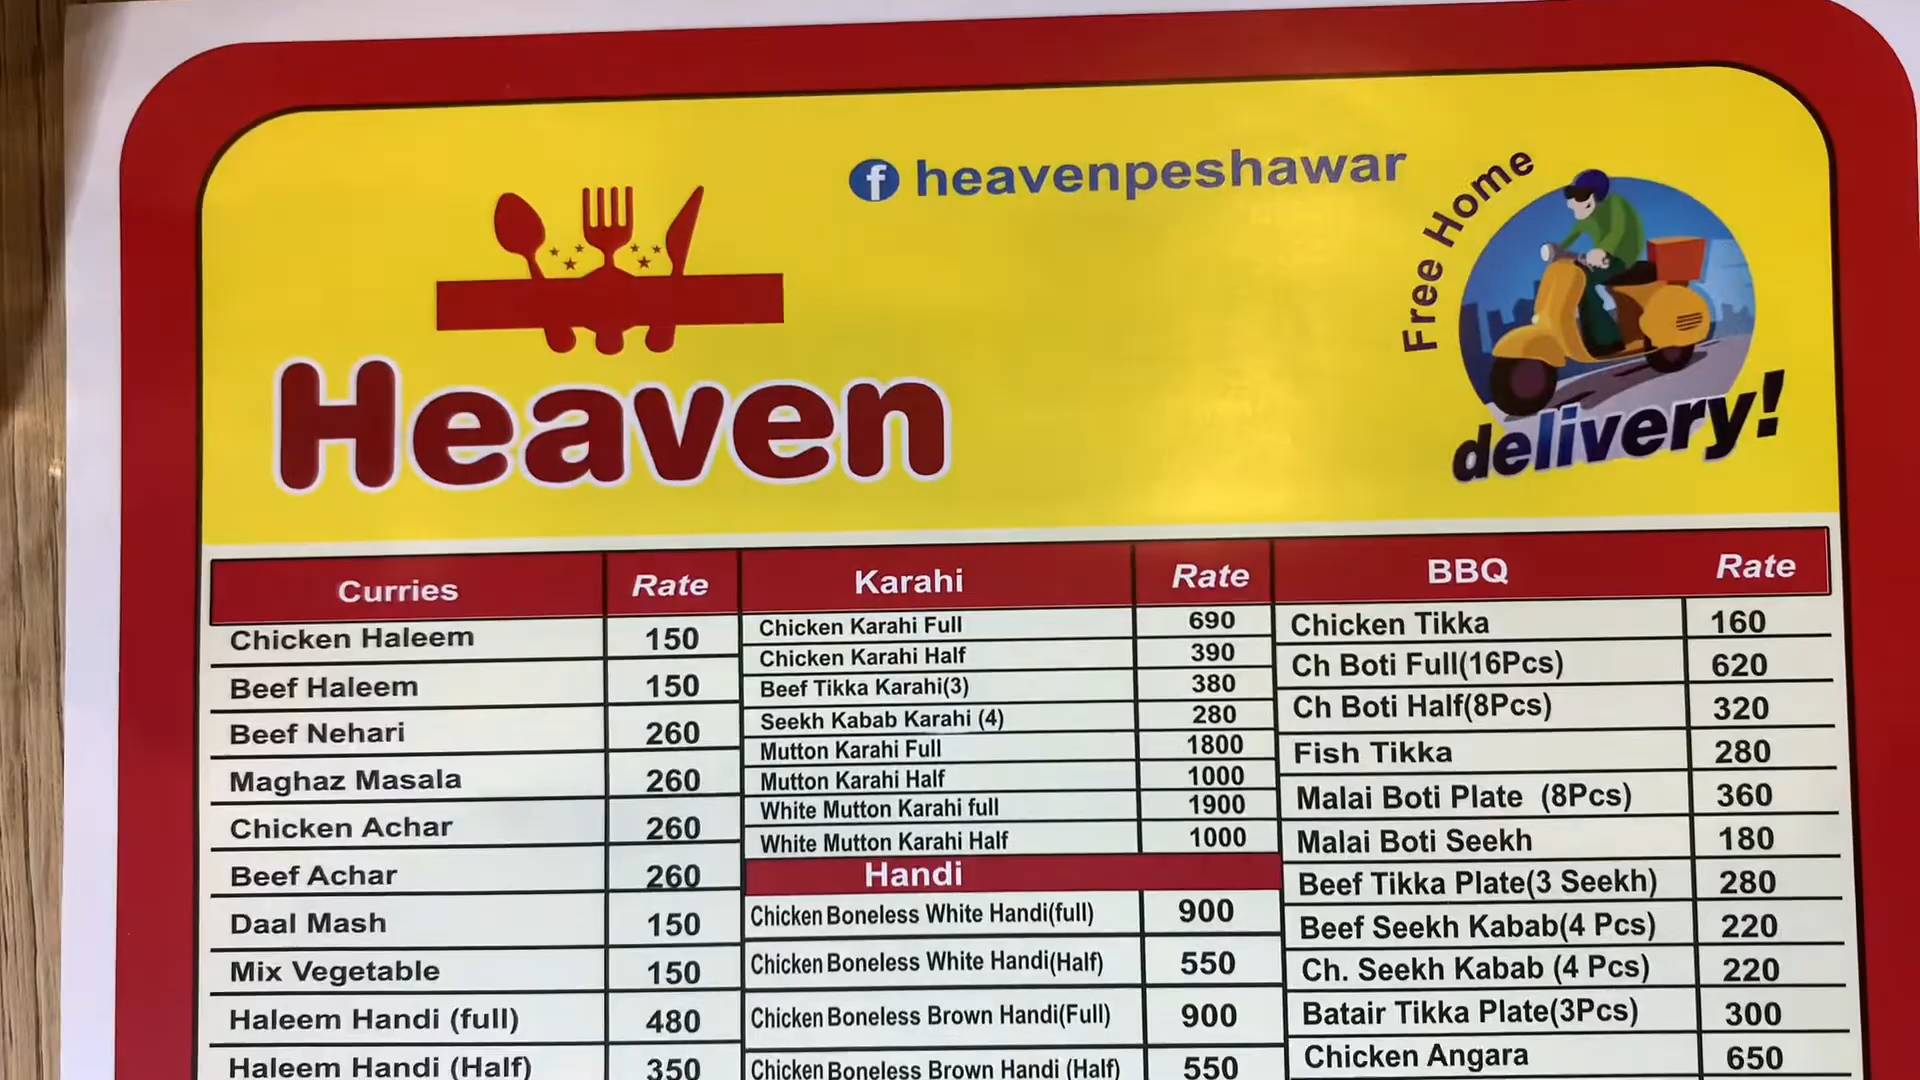 heavenpeshawar
Free Home
delivery!
Heaven
Curries Rate
Chicken Haleem 150
Beef Haleem 150
Beef Nehari 260
Maghaz Masala 260
Chicken Achar 260
Beef Achar 260
Daal Mash 150
Mix Vegetable 150
Haleem Handi (full) 480
Haleem Handi (Half) 350
Karahi Rate
Chicken Karahi Full 690
Chicken Karahi Half 390
Beef Tikka Karahi(3) 380
Seekh Kabab Karahi (4) 280
Mutton Karahi Full 1800
Mutton Karahi Half 1000
White Mutton Karahi full 1900
White Mutton Karahi Half 1000
Handi
Chicken Boneless White Handi(full) 900
Chicken Boneless White Handi(Half) 550
Chicken Boneless Brown Handi(Full) 900
Chicken Boneless Brown Handi (Half) 550
BBQ Rate
Chicken Tikka 160
Ch Boti Full(16Pcs) 620
Ch Boti Half(8Pcs) 320
Fish Tikka 280
Malai Boti Plate (8Pcs) 360
Malai Boti Seekh 180
Beef Tikka Plate(3 Seekh) 280
Beef Seekh Kabab(4 Pcs) 220
Ch. Seekh Kabab (4 Pcs) 220
Batair Tikka Plate(3Pcs) 300
Chicken Angara 650